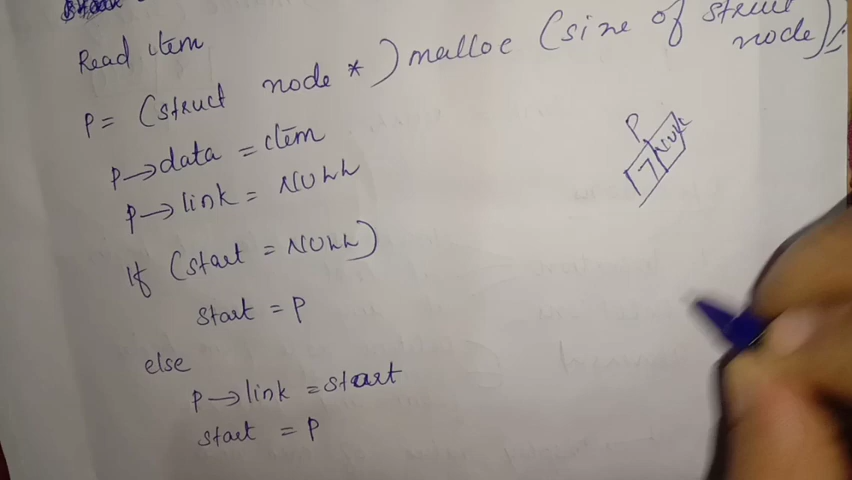 Read item
P = (struct node *) malloc (size of struct node);
P→data = item
P→link = NULL
If (start = NULL)
start = P
else
P→link = start
start = P
P
7 NULL